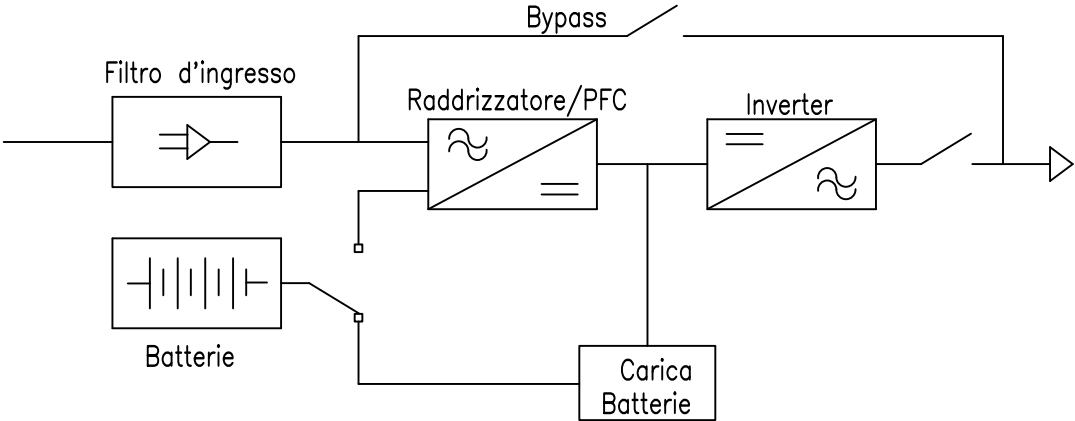 Bypass
Filtro d'ingresso
Raddrizzatore/PFC
Inverter
Batterie
Carica
Batterie